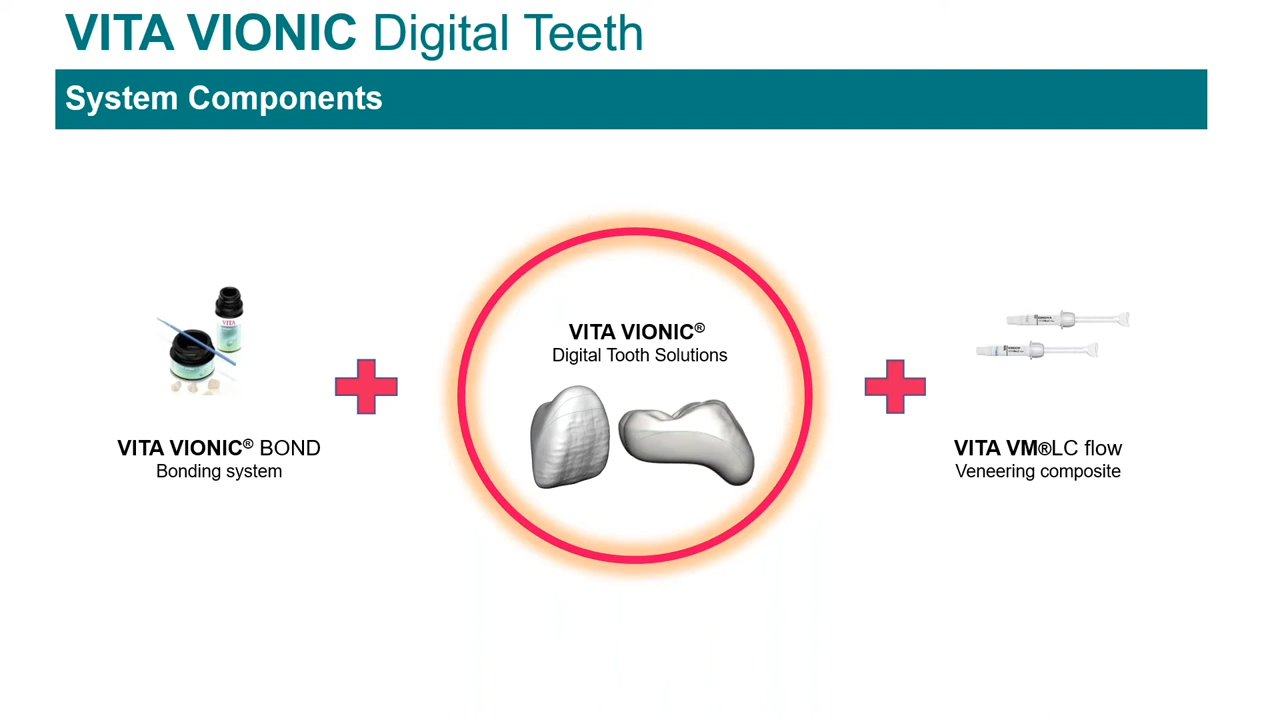 VITA VIONIC Digital Teeth
System Components
VITA
VITA VIONIC® BOND
Bonding system
VITA VIONIC®
Digital Tooth Solutions
VITA VM®LC flow
Veneering composite